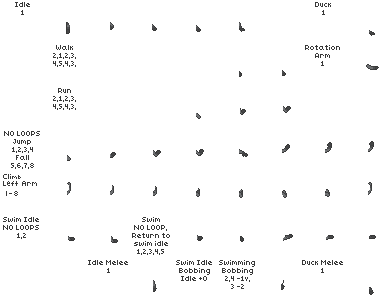 Idle
1
Duck
1
Walk
2,1,2,3,
4,5,4,3,
Rotation
Arm
1
Run
2,1,2,3,
4,5,4,3,
NO LOOPS
Jump
1,2,3,4
Fall
5,6,7,8
Climb
Left Arm
1-8
Swim Idle
NO LOOPS
1,2
Swim
NO LOOP,
Return to
swim idle
1,2,3,4,5
Idle Melee
1
Swim Idle
Bobbing
Idle +0
Swimming
Bobbing
2,4 -1v,
3 -2
Duck Melee
1